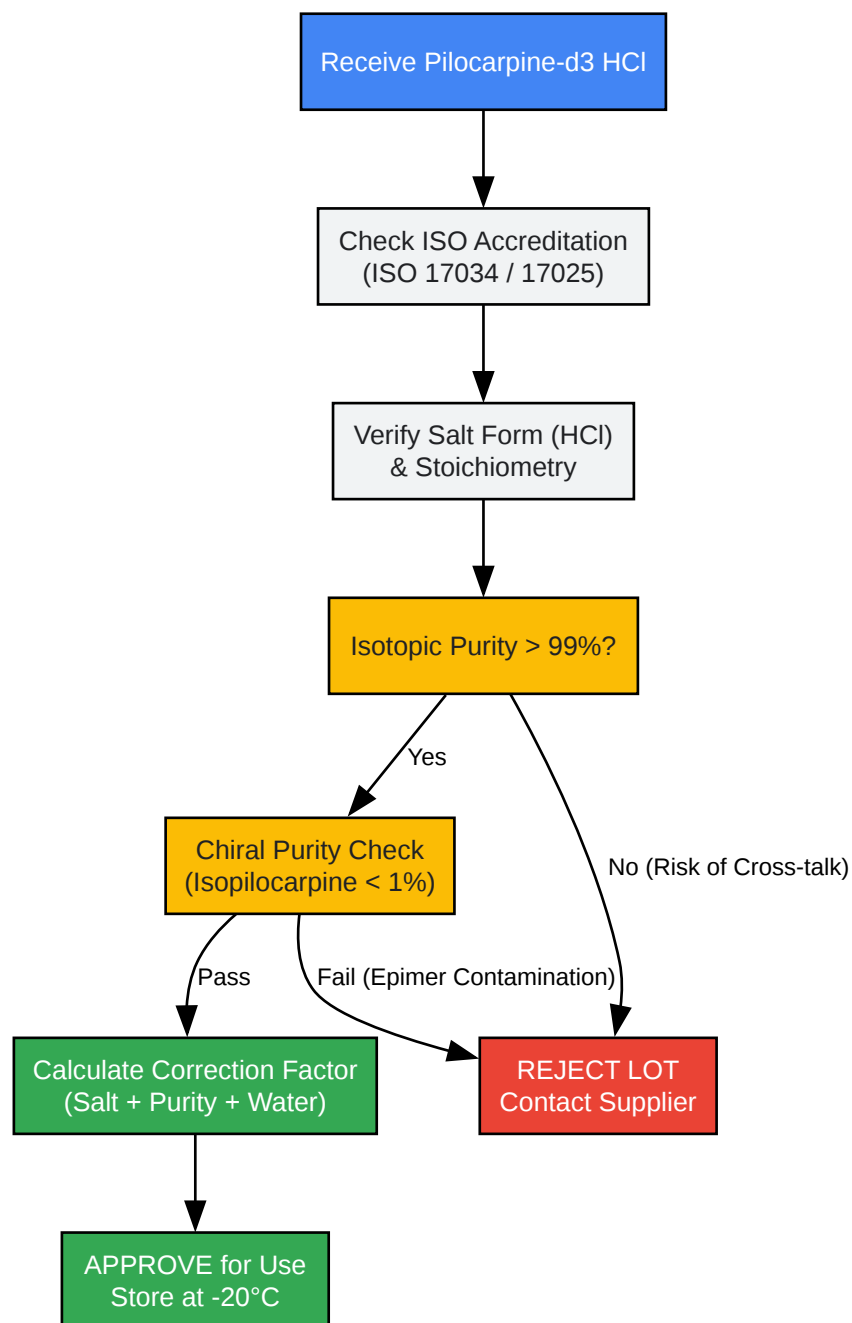 Receive Pilocarpine-d3 HCl
Check ISO Accreditation
(ISO 17034 / 17025)
Verify Salt Form (HCl)
& Stoichiometry
Isotopic Purity > 99%?
Yes
Chiral Purity Check
(Isopilocarpine < 1%)
No (Risk of Cross-talk)
Pass
Fail (Epimer Contamination)
Calculate Correction Factor
(Salt + Purity + Water)
REJECT LOT
Contact Supplier
APPROVE for Use
Store at -20°C